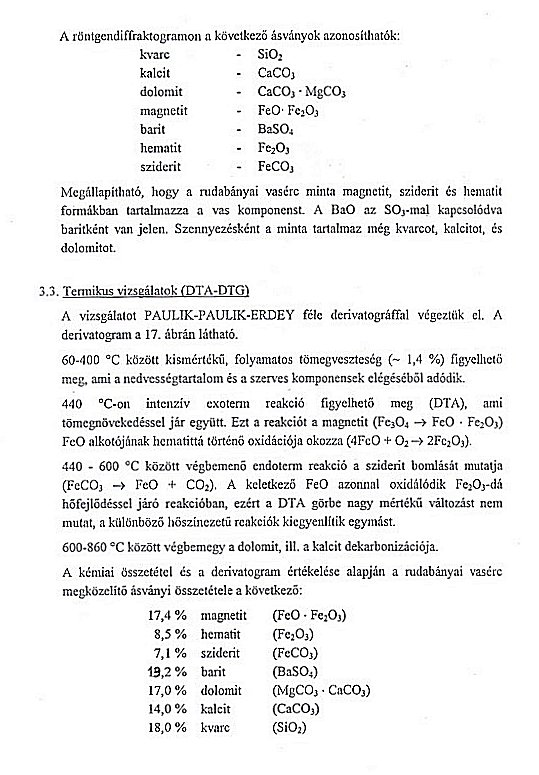 A röntgendiffraktogramon a következő ásványok azonosíthatók:
kvarc - SiO₂
kalcit - CaCO₃
dolomit - CaCO₃ · MgCO₃
magnetit - FeO· Fe₂O₃
barit - BaSO₄
hematit - Fe₂O₃
sziderit - FeCO₃
Megállapítható, hogy a rudabányai vasérc minta magnetit, sziderit és hematit
formákban tartalmazza a vas komponenst. A BaO az SO₃-mal kapcsolódva
baritként van jelen. Szennyezésként a minta tartalmaz még kvarcot, kalcitot, és
dolomitot.
3.3. Termikus vizsgálatok (DTA-DTG)
A vizsgálatot PAULIK-PAULIK-ERDEY féle derivatográffal végeztük el. A
derivatogram a 17. ábrán látható.
60-400 °C között kismértékű, folyamatos tömegveszteség (~ 1,4 %) figyelhető
meg, ami a nedvességtartalom és a szerves komponensek elégéséből adódik.
440 °C-on intenzív exoterm reakció figyelhető meg (DTA), ami
tömegnövekedéssel jár együtt. Ezt a reakciót a magnetit (Fe₃O₄ → FeO · Fe₂O₃)
FeO alkotójának hematittá történő oxidációja okozza (4FeO + O₂ → 2Fe₂O₃).
440 - 600 °C között végbemenő endoterm reakció a sziderit bomlását mutatja
(FeCO₃ → FeO + CO₂). A keletkező FeO azonnal oxidálódik Fe₂O₃-dá
hőfejlődéssel járó reakcióban, ezért a DTA görbe nagy mértékű változást nem
mutat, a különböző hőszínezetű reakciók kiegyenlítik egymást.
600-860 °C között végbemegy a dolomit, ill. a kalcit dekarbonizációja.
A kémiai összetétel és a derivatogram értékelése alapján a rudabányai vasérc
megközelítő ásványi összetétele a következő:
17,4 % magnetit (FeO · Fe₂O₃)
8,5 % hematit (Fe₂O₃)
7,1 % sziderit (FeCO₃)
13,2 % barit (BaSO₄)
17,0 % dolomit (MgCO₃ · CaCO₃)
14,0 % kalcit (CaCO₃)
18,0 % kvarc (SiO₂)